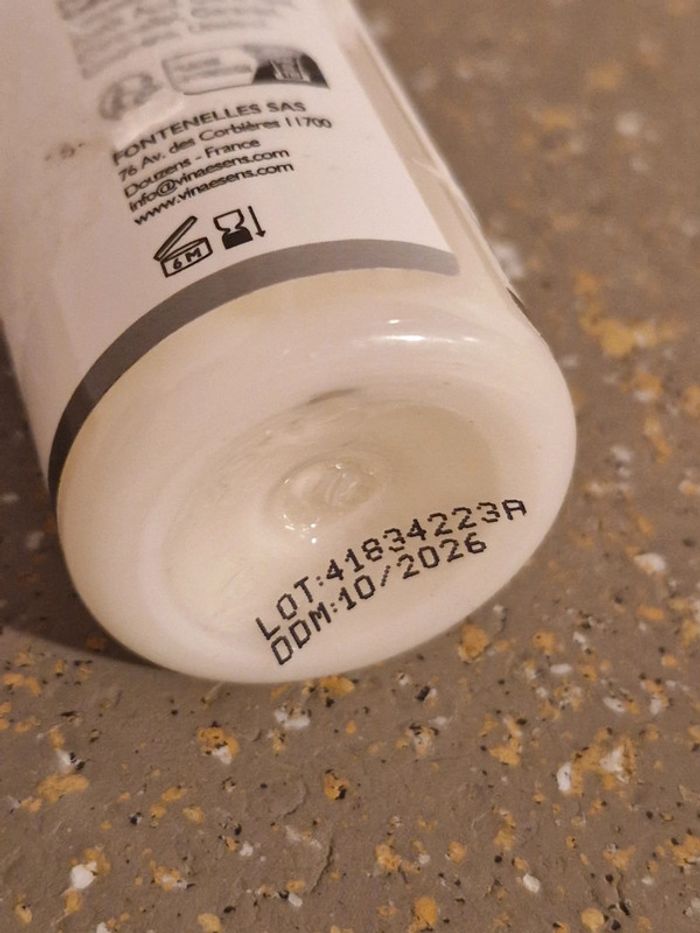 FONTENELLES SAS
76 Av. des Corbières 11700
Douzens - France
info@vinaesens.com
www.vinaesens.com
6 M
LOT:41834223A
DDM:10/2026